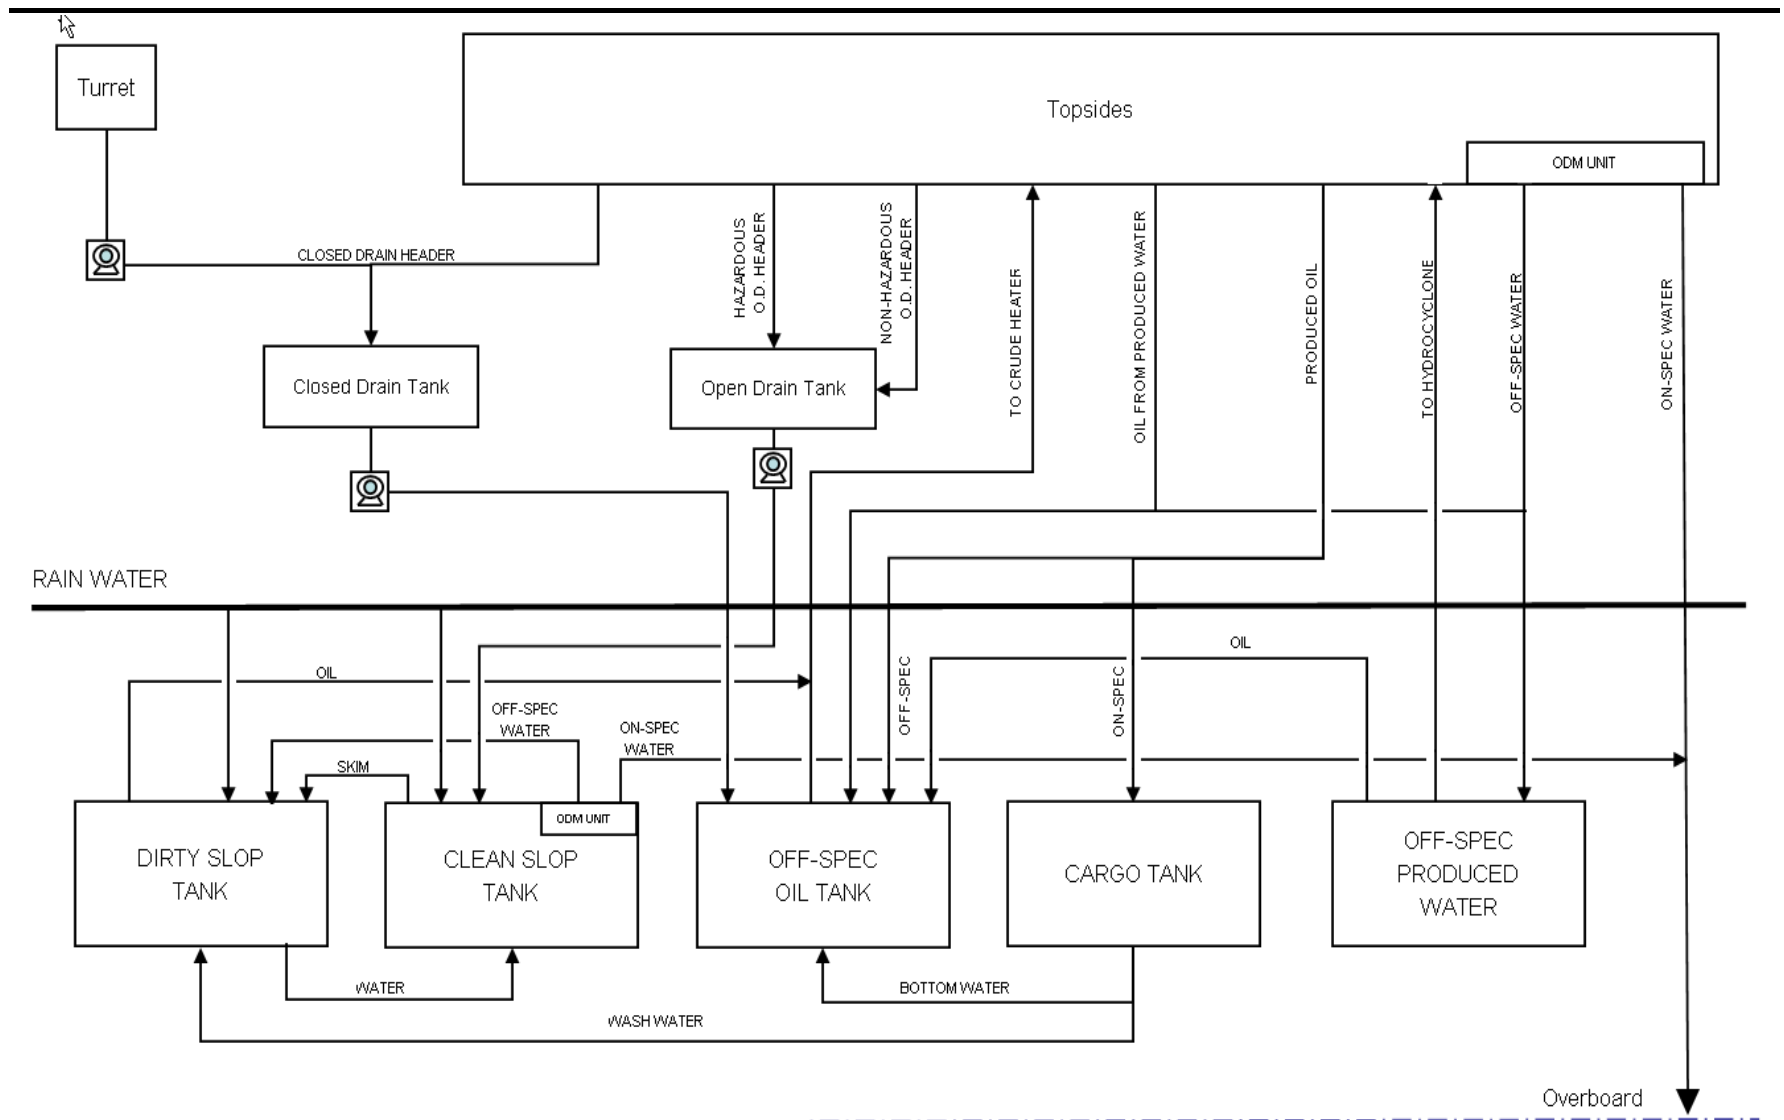 Turret
Topsides
ODM UNIT
CLOSED DRAIN HEADER
HAZARDOUS
O.D. HEADER
NON-HAZARDOUS
O.D. HEADER
TO CRUDE HEATER
OIL FROM PRODUCED WATER
PRODUCED OIL
TO HYDROCYCLONE
OFF-SPEC WATER
ON-SPEC WATER
Closed Drain Tank
Open Drain Tank
RAIN WATER
OIL
OIL
OFF-SPEC
WATER
ON-SPEC
WATER
OFF-SPEC
ON-SPEC
SKIM
ODM UNIT
DIRTY SLOP
TANK
CLEAN SLOP
TANK
OFF-SPEC
OIL TANK
CARGO TANK
OFF-SPEC
PRODUCED
WATER
WATER
BOTTOM WATER
WASH WATER
Overboard